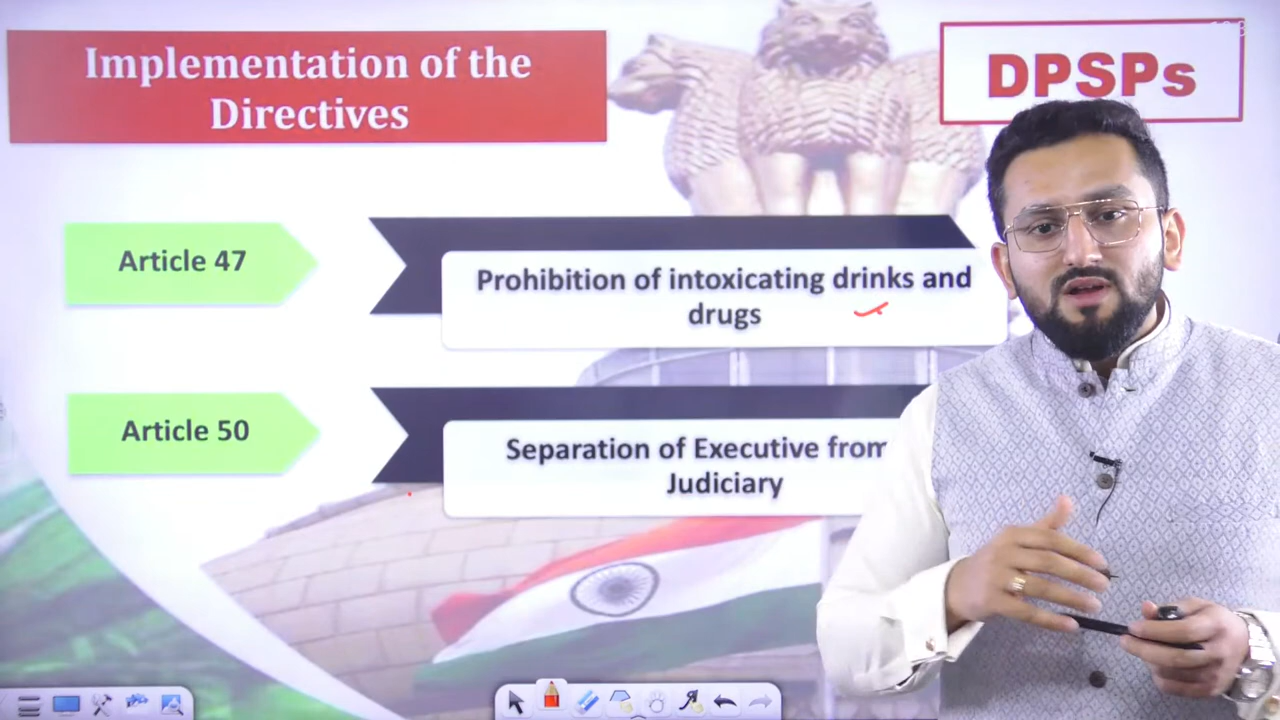 Implementation of the
Directives
DPSPs
Article 47
Prohibition of intoxicating drinks and
drugs
Article 50
Separation of Executive from
Judiciary